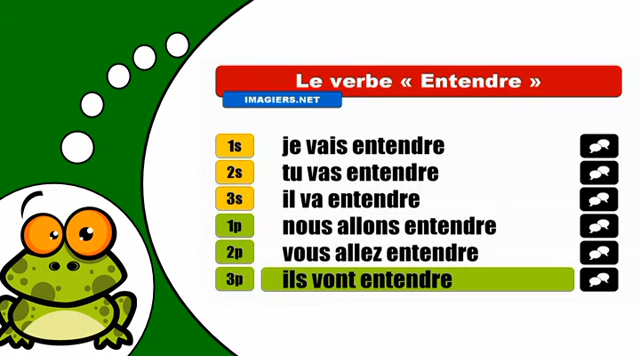 Le verbe « Entendre »
IMAGIERS.NET
1s je vais entendre
2s tu vas entendre
3s il va entendre
1p nous allons entendre
2p vous allez entendre
3p ils vont entendre